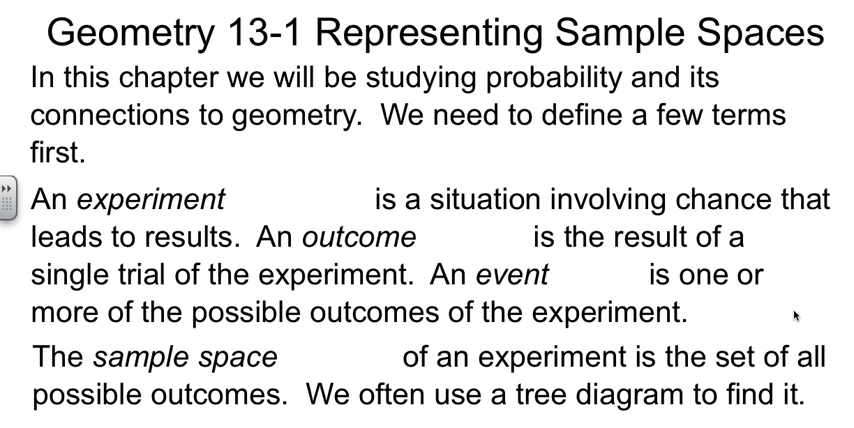 Geometry 13-1 Representing Sample Spaces
In this chapter we will be studying probability and its
connections to geometry.  We need to define a few terms
first.
An experiment is a situation involving chance that
leads to results.  An outcome is the result of a
single trial of the experiment.  An event is one or
more of the possible outcomes of the experiment.
The sample space of an experiment is the set of all
possible outcomes.  We often use a tree diagram to find it.